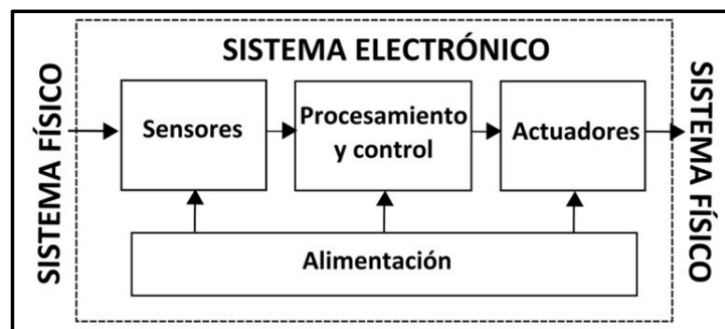 SISTEMA ELECTRÓNICO
SISTEMA FÍSICO
Sensores
Procesamiento
y control
Actuadores
SISTEMA FÍSICO
Alimentación